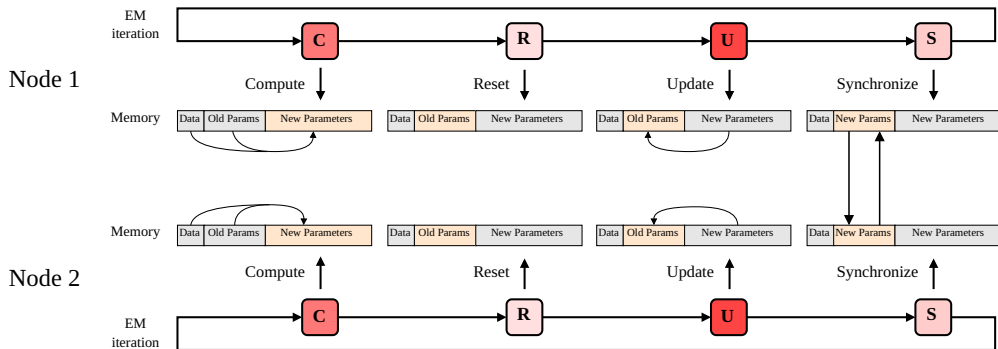 EM
iteration
C
R
U
S
Node 1
Compute
Reset
Update
Synchronize
Memory
Data
Old Params
New Parameters
Data
Old Params
New Parameters
Data
Old Params
New Parameters
Data
New Params
New Parameters
Memory
Data
Old Params
New Parameters
Data
Old Params
New Parameters
Data
Old Params
New Parameters
Data
New Params
New Parameters
Node 2
Compute
Reset
Update
Synchronize
C
R
U
S
EM
iteration